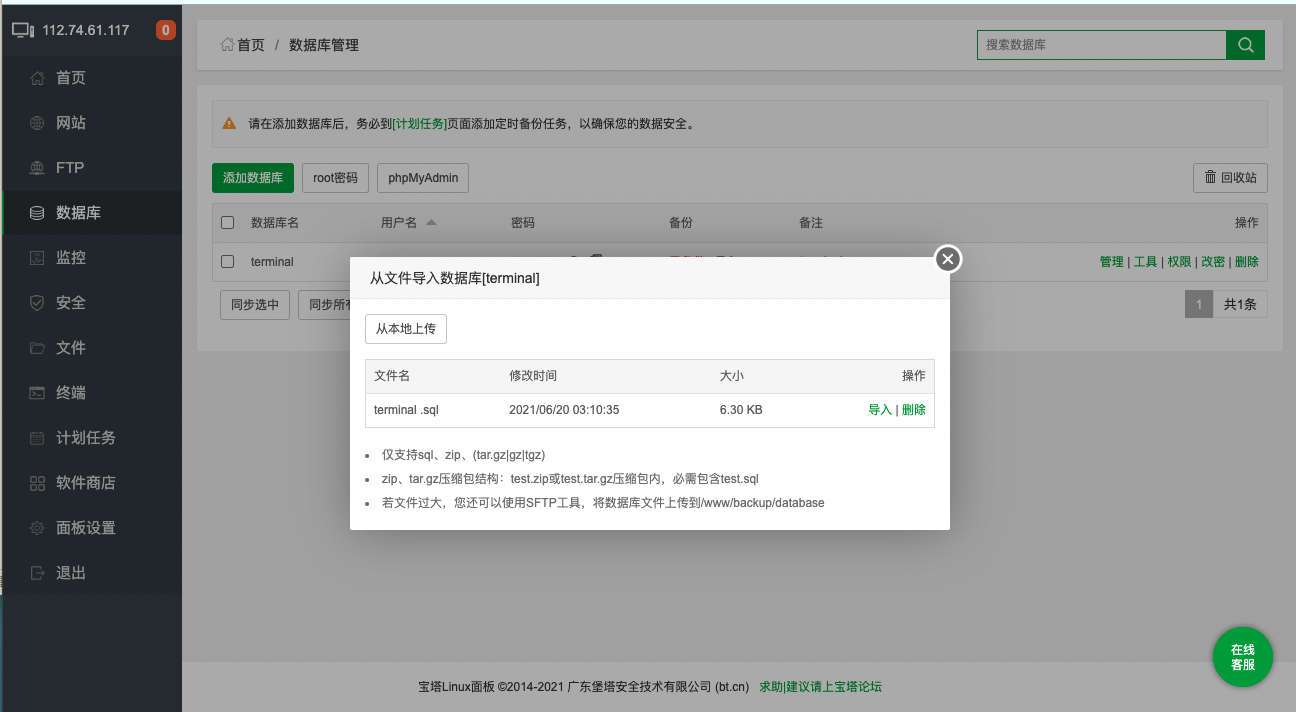 112.74.61.117 0
首页
网站
FTP
数据库
监控
安全
文件
终端
计划任务
软件商店
面板设置
退出
首页 / 数据库管理
搜索数据库
请在添加数据库后，务必到[计划任务]页面添加定时备份任务，以确保您的数据安全。
添加数据库 root密码 phpMyAdmin 回收站
数据库名 用户名 密码 备份 备注 操作
terminal 管理 | 工具 | 权限 | 改密 | 删除
同步选中 同步所 1 共1条
从文件导入数据库[terminal]
从本地上传
文件名 修改时间 大小 操作
terminal .sql 2021/06/20 03:10:35 6.30 KB 导入 | 删除
仅支持sql、zip、(tar.gz|gz|tgz)
zip、tar.gz压缩包结构：test.zip或test.tar.gz压缩包内，必需包含test.sql
若文件过大，您还可以使用SFTP工具，将数据库文件上传到/www/backup/database
在线
客服
宝塔Linux面板 ©2014-2021 广东堡塔安全技术有限公司 (bt.cn) 求助|建议请上宝塔论坛